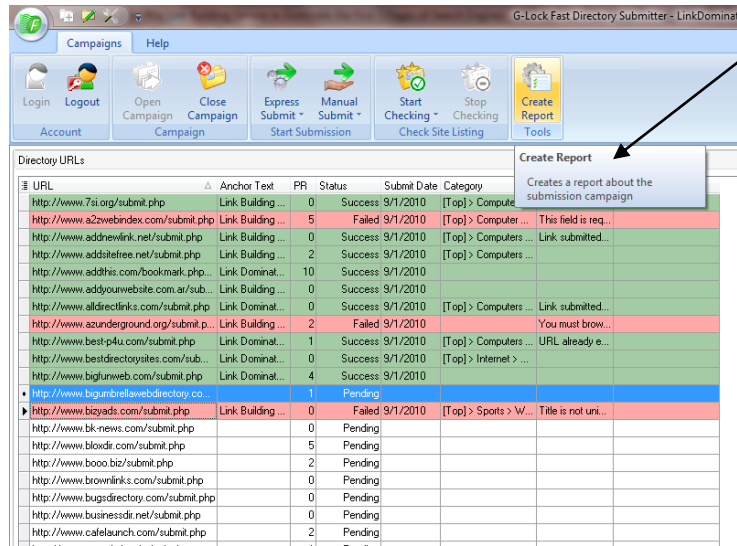 G-Lock Fast Directory Submitter - LinkDominat
Campaigns Help
Login Logout Open Campaign Close Campaign Express Submit Manual Submit Start Checking Stop Checking Create Report
Account Campaign Start Submission Check Site Listing Tools
Create Report
Creates a report about the
submission campaign
Directory URLs
URL Anchor Text PR Status Submit Date Category
http://www.7si.org/submit.php Link Building ... 0 Success 9/1/2010 [Top] > Compute
http://www.a2zwebindex.com/submit.php Link Building ... 5 Failed 9/1/2010 [Top] > Computer ... This field is req...
http://www.addnewlink.net/submit.php Link Building ... 0 Success 9/1/2010 [Top] > Computers ... Link submitted...
http://www.addsitefree.net/submit.php Link Building ... 2 Success 9/1/2010 [Top] > Computers ...
http://www.addthis.com/bookmark.php... Link Dominat... 10 Success 9/1/2010
http://www.addyourwebsite.com.ar/sub... Link Building ... 0 Success 9/1/2010
http://www.alldirectlinks.com/submit.php Link Dominat... 0 Success 9/1/2010 [Top] > Computers ... Link submitted...
http://www.azunderground.org/submit.p... Link Building ... 2 Failed 9/1/2010 You must brow...
http://www.best-p4u.com/submit.php Link Dominat... 1 Success 9/1/2010 [Top] > Computers ... URL already e...
http://www.bestdirectorysites.com/sub... Link Dominat... 0 Success 9/1/2010 [Top] > Internet > ...
http://www.bigfunweb.com/submit.php Link Dominat... 4 Success 9/1/2010
http://www.bigumbrellawebdirectory.co... 1 Pending
http://www.bizyads.com/submit.php Link Building ... 0 Failed 9/1/2010 [Top] > Sports > W... Title is not uni...
http://www.bk-news.com/submit.php 0 Pending
http://www.bloxdir.com/submit.php 5 Pending
http://www.booo.biz/submit.php 2 Pending
http://www.brownlinks.com/submit.php 0 Pending
http://www.bugsdirectory.com/submit.php 0 Pending
http://www.businessdir.net/submit.php 0 Pending
http://www.cafelaunch.com/submit.php 2 Pending